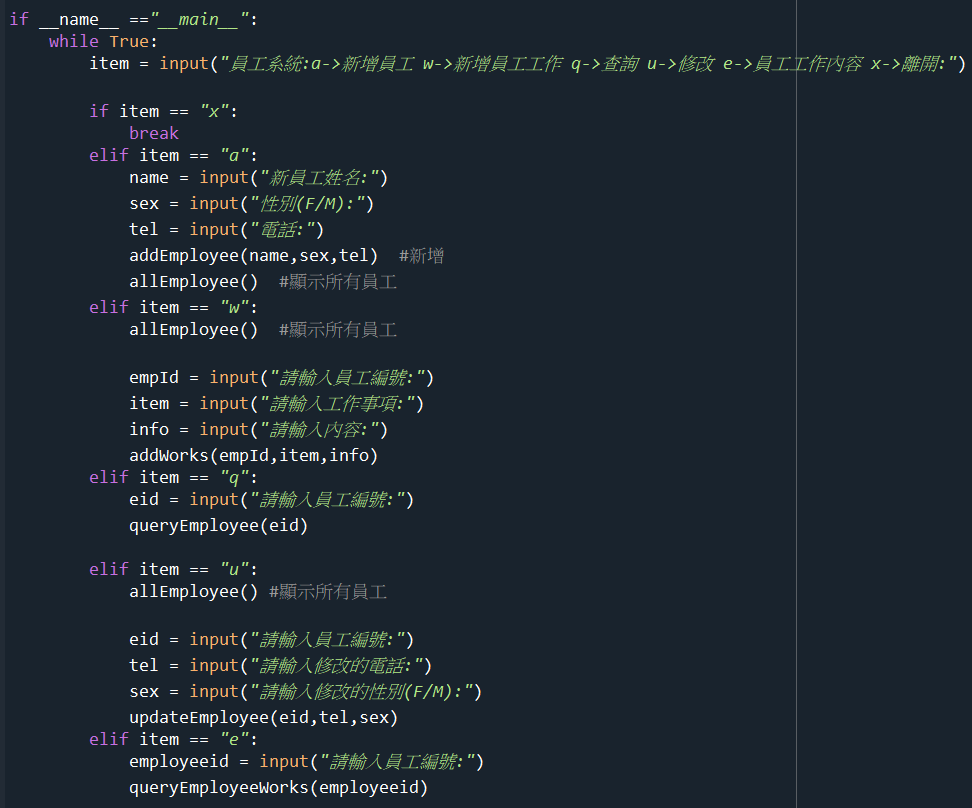 if __name__ =="__main__":
    while True:
        item = input("員工系統:a->新增員工 w->新增員工工作 q->查詢 u->修改 e->員工工作內容 x->離開:")

        if item == "x":
            break
        elif item == "a":
            name = input("新員工姓名:")
            sex = input("性別(F/M):")
            tel = input("電話:")
            addEmployee(name,sex,tel)  #新增
            allEmployee()  #顯示所有員工
        elif item == "w":
            allEmployee()  #顯示所有員工

            empId = input("請輸入員工編號:")
            item = input("請輸入工作事項:")
            info = input("請輸入內容:")
            addWorks(empId,item,info)
        elif item == "q":
            eid = input("請輸入員工編號:")
            queryEmployee(eid)

        elif item == "u":
            allEmployee() #顯示所有員工

            eid = input("請輸入員工編號:")
            tel = input("請輸入修改的電話:")
            sex = input("請輸入修改的性別(F/M):")
            updateEmployee(eid,tel,sex)
        elif item == "e":
            employeeid = input("請輸入員工編號:")
            queryEmployeeWorks(employeeid)